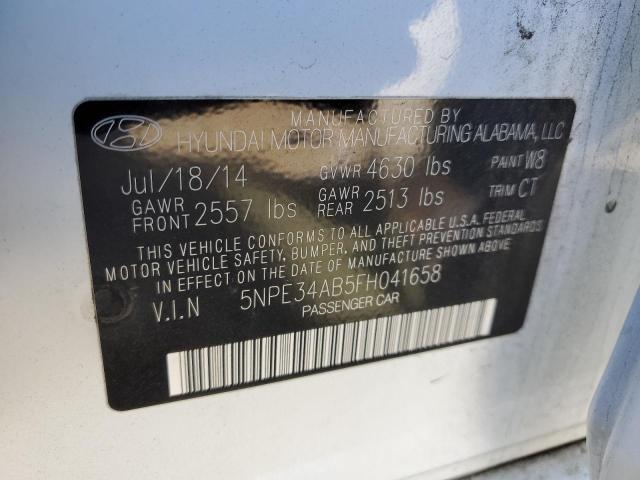 MANUFACTURED BY
HYUNDAI MOTOR MANUFACTURING ALABAMA, LLC
Jul/18/14 GVWR 4630 lbs PAINT W8
GAWR FRONT 2557 lbs GAWR REAR 2513 lbs TRIM CT
THIS VEHICLE CONFORMS TO ALL APPLICABLE U.S.A. FEDERAL
MOTOR VEHICLE SAFETY, BUMPER, AND THEFT PREVENTION STANDARDS
IN EFFECT ON THE DATE OF MANUFACTURE SHOWN ABOVE
V.I.N 5NPE34AB5FH041658
PASSENGER CAR